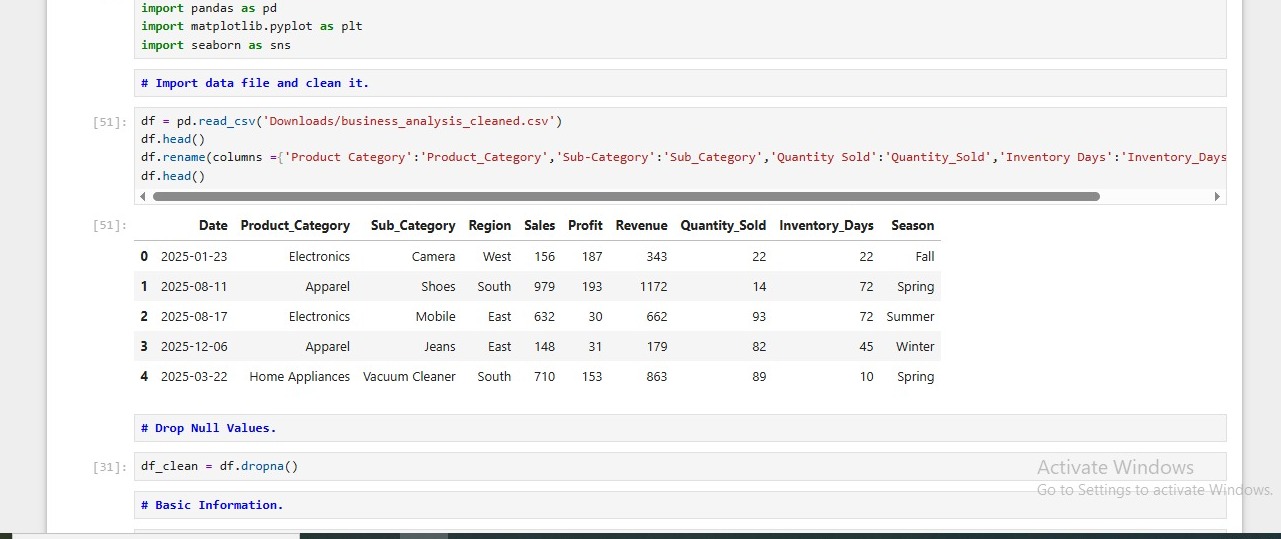 import pandas as pd
import matplotlib.pyplot as plt
import seaborn as sns
# Import data file and clean it.
[51]: df = pd.read_csv('Downloads/business_analysis_cleaned.csv')
df.head()
df.rename(columns ={'Product Category':'Product_Category','Sub-Category':'Sub_Category','Quantity Sold':'Quantity_Sold','Inventory Days':'Inventory_Days
df.head()
[51]: Date Product_Category Sub_Category Region Sales Profit Revenue Quantity_Sold Inventory_Days Season
0 2025-01-23 Electronics Camera West 156 187 343 22 22 Fall
1 2025-08-11 Apparel Shoes South 979 193 1172 14 72 Spring
2 2025-08-17 Electronics Mobile East 632 30 662 93 72 Summer
3 2025-12-06 Apparel Jeans East 148 31 179 82 45 Winter
4 2025-03-22 Home Appliances Vacuum Cleaner South 710 153 863 89 10 Spring
# Drop Null Values.
[31]: df_clean = df.dropna()
Activate Windows
Go to Settings to activate Windows.
# Basic Information.